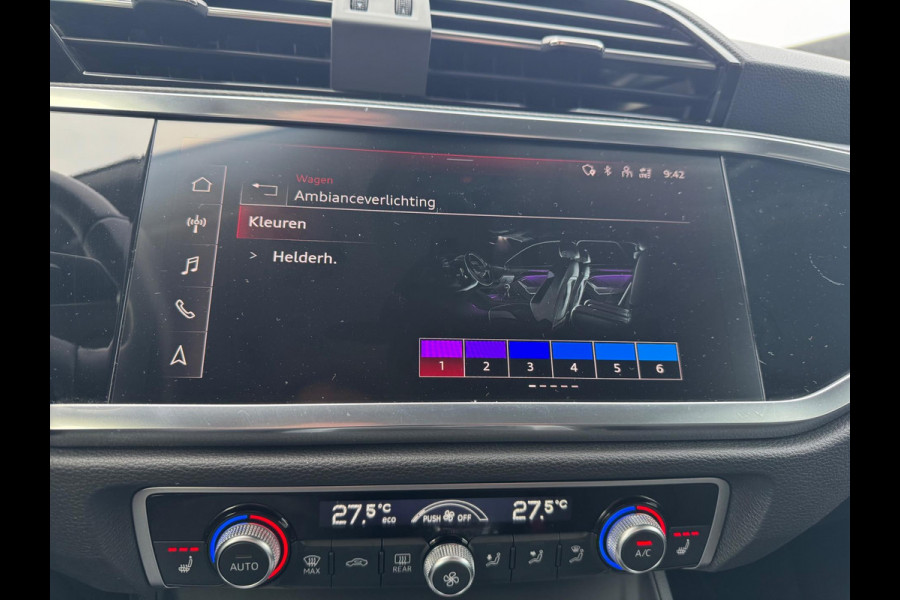 9:42
Wagen
Ambianceverlichting
Kleuren
> Helderh.
1 2 3 4 5 6
27.5°C eco PUSH OFF 27.5°C
AUTO MAX REAR A/C